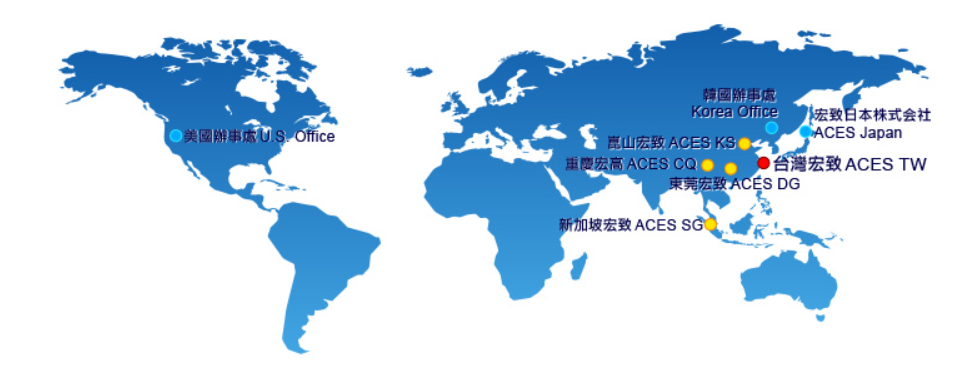 韓國辦事處
Korea Office
宏致日本株式会社
ACES Japan
美國辦事處 U.S. Office
崑山宏致 ACES KS
重慶宏高 ACES CQ
台灣宏致 ACES TW
東莞宏致 ACES DG
新加坡宏致 ACES SG